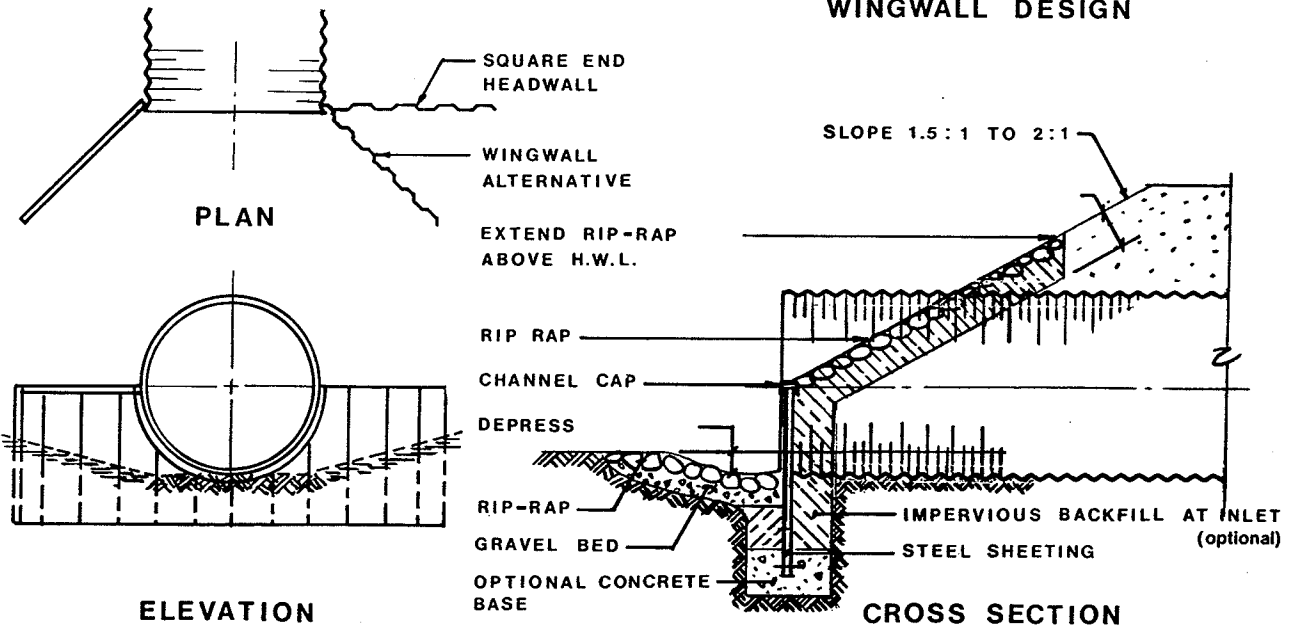 WINGWALL DESIGN
SQUARE END
HEADWALL
WINGWALL
ALTERNATIVE
PLAN
SLOPE 1.5:1 TO 2:1
EXTEND RIP-RAP
ABOVE H.W.L.
RIP RAP
CHANNEL CAP
DEPRESS
RIP-RAP
GRAVEL BED
OPTIONAL CONCRETE
BASE
IMPERVIOUS BACKFILL AT INLET
(optional)
STEEL SHEETING
ELEVATION
CROSS SECTION